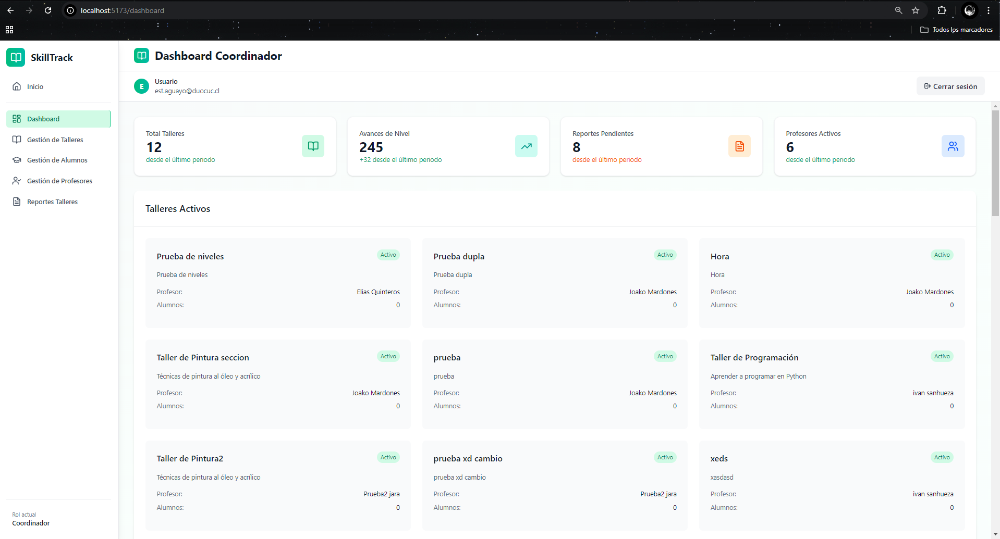 localhost:5173/dashboard
Todos los marcadores
SkillTrack
Inicio
Dashboard
Gestión de Talleres
Gestión de Alumnos
Gestión de Profesores
Reportes Talleres
Rol actual
Coordinador
Dashboard Coordinador
E
Usuario
est.aguayo@duocuc.cl
Cerrar sesión
Total Talleres
12
desde el último periodo
Avances de Nivel
245
+32 desde el último periodo
Reportes Pendientes
8
desde el último periodo
Profesores Activos
6
desde el último periodo
Talleres Activos
Prueba de niveles
Activo
Prueba de niveles
Profesor: Elias Quinteros
Alumnos: 0
Prueba dupla
Activo
Prueba dupla
Profesor: Joako Mardones
Alumnos: 0
Hora
Activo
Hora
Profesor: Joako Mardones
Alumnos: 0
Taller de Pintura seccion
Activo
Técnicas de pintura al óleo y acrílico
Profesor: Joako Mardones
Alumnos: 0
prueba
Activo
prueba
Profesor: Joako Mardones
Alumnos: 0
Taller de Programación
Activo
Aprender a programar en Python
Profesor: ivan sanhueza
Alumnos: 0
Taller de Pintura2
Activo
Técnicas de pintura al óleo y acrílico
Profesor: Prueba2 jara
Alumnos: 0
prueba xd cambio
Activo
prueba xd cambio
Profesor: Prueba2 jara
Alumnos: 0
xeds
Activo
xasdasd
Profesor: ivan sanhueza
Alumnos: 0